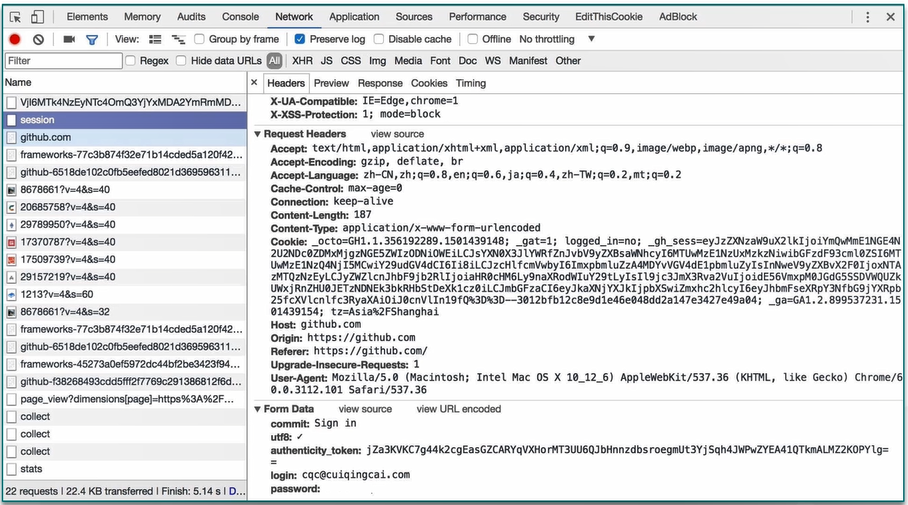 Elements Memory Audits Console Network Application Sources Performance Security EditThisCookie AdBlock
View: Group by frame Preserve log Disable cache Offline No throttling
Filter Regex Hide data URLs All XHR JS CSS Img Media Font Doc WS Manifest Other
Name
VjI6MTk4NzEyNTc4OmQ3YjYxMDA2YmRmMD...
session
github.com
frameworks-77c3b874f32e71b14cded5a120f42...
github-6518de102c0fb5eefed8021d369596311...
8678661?v=4&s=40
20685758?v=4&s=40
29789950?v=4&s=40
17370787?v=4&s=40
17509739?v=4&s=40
29157219?v=4&s=40
1213?v=4&s=60
8678661?v=4&s=32
frameworks-77c3b874f32e71b14cded5a120f42...
github-6518de102c0fb5eefed8021d369596311...
frameworks-45273a0ef5972dc44bf2be3423f94...
github-f38268493cdd5fff2f7769c291386812f6d...
page_view?dimensions[page]=https%3A%2F...
collect
collect
collect
stats
22 requests | 22.4 KB transferred | Finish: 5.14 s | D...
Headers Preview Response Cookies Timing
X-UA-Compatible: IE=Edge,chrome=1
X-XSS-Protection: 1; mode=block
Request Headers view source
Accept: text/html,application/xhtml+xml,application/xml;q=0.9,image/webp,image/apng,*/*;q=0.8
Accept-Encoding: gzip, deflate, br
Accept-Language: zh-CN,zh;q=0.8,en;q=0.6,ja;q=0.4,zh-TW;q=0.2,mt;q=0.2
Cache-Control: max-age=0
Connection: keep-alive
Content-Length: 187
Content-Type: application/x-www-form-urlencoded
Cookie: _octo=GH1.1.356192289.1501439148; _gat=1; logged_in=no;
25fcXVlcnlfc3RyaXAiOiJ0cnVlIn19fQ%3D%3D--3012bfb12c8e9d1e46e048dd2a147e3427e49a04; _ga=GA1.2.899537231.1
501439154; tz=Asia%2FShanghai
Host: github.com
Origin: https://github.com
Referer: https://github.com/
Upgrade-Insecure-Requests: 1
User-Agent: Mozilla/5.0 (Macintosh; Intel Mac OS X 10_12_6) AppleWebKit/537.36 (KHTML, like Gecko) Chrome/6
0.0.3112.101 Safari/537.36
Form Data view source view URL encoded
commit: Sign in
utf8: ✓
authenticity_token: jZa3KVKC7g44k2cgEasGZCARYqVXHorMT3UU6QJbHnnzdbsroegmUt3YjSqh4JWPwZYEA41QTkmALMZ2KOPYlg=
=
login: cqc@cuiqingcai.com
password: